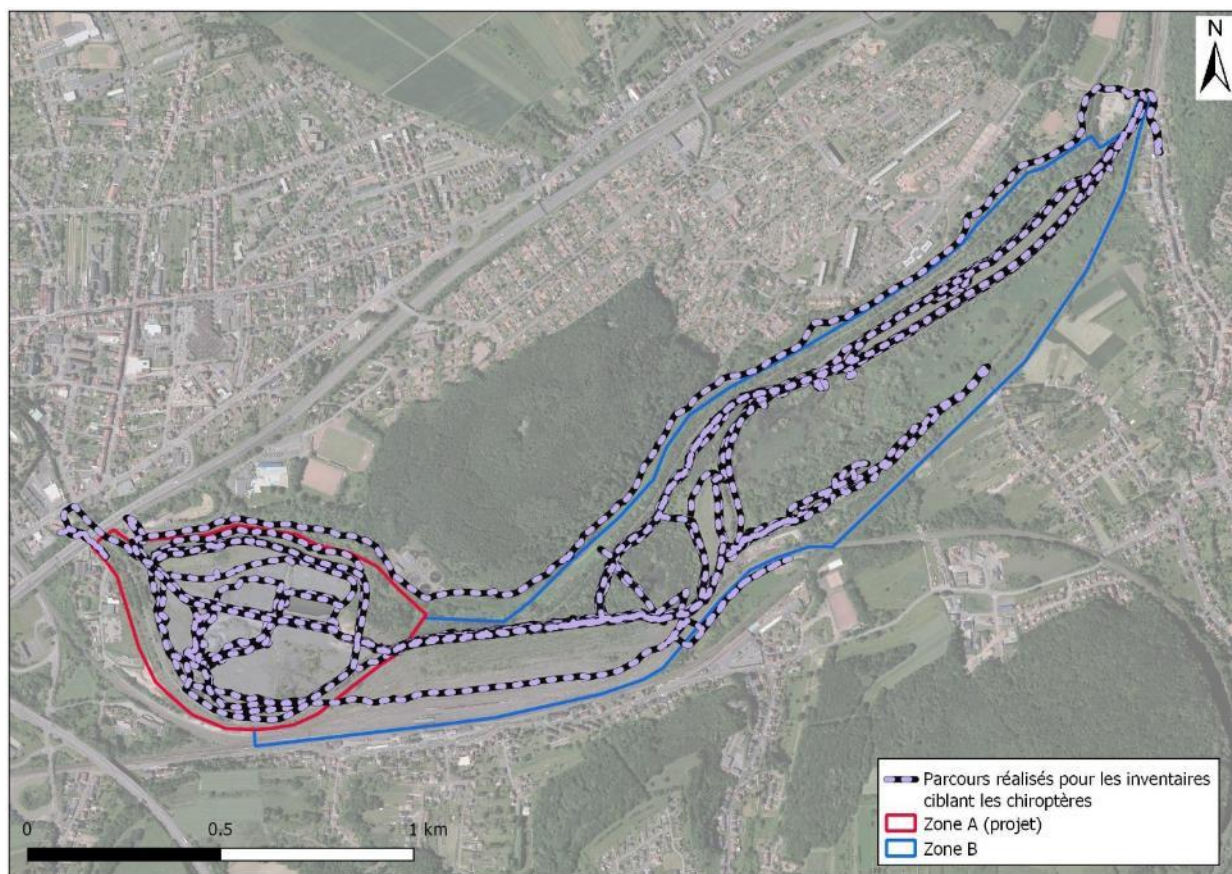 N
Parcours réalisés pour les inventaires
ciblant les chiroptères
Zone A (projet)
Zone B
0 0.5 1 km